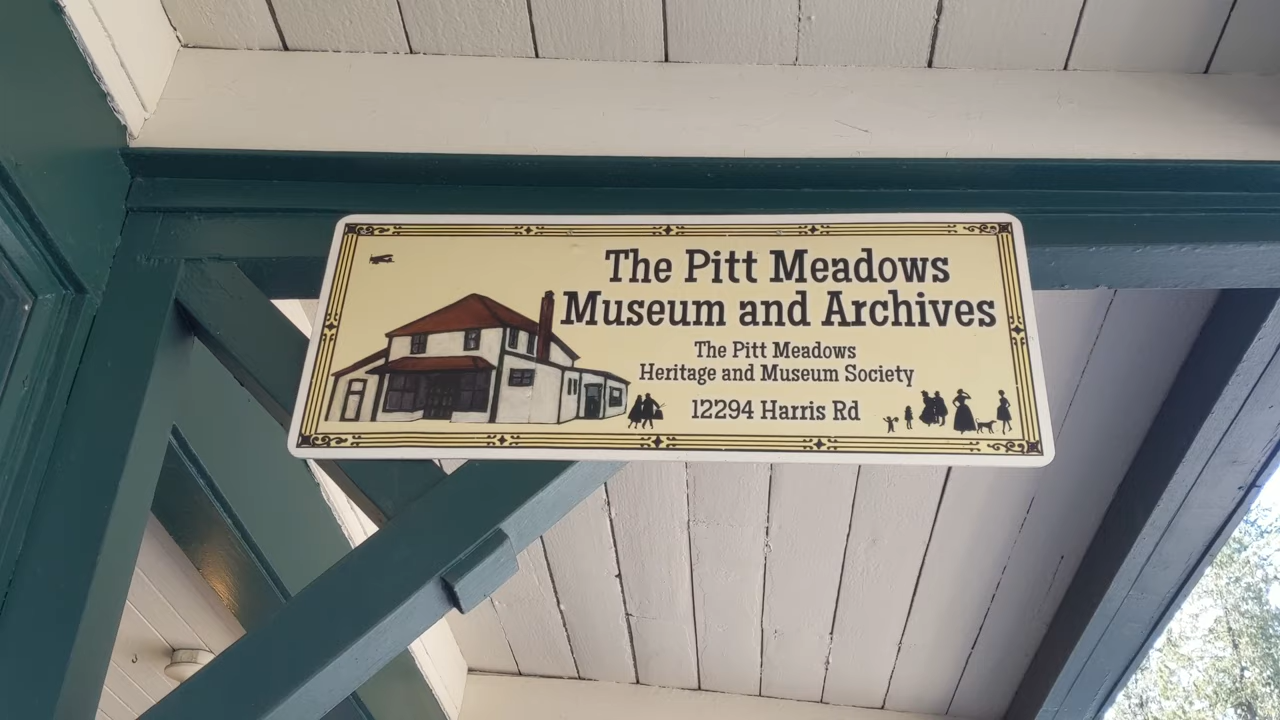 The Pitt Meadows
Museum and Archives
The Pitt Meadows
Heritage and Museum Society
12294 Harris Rd